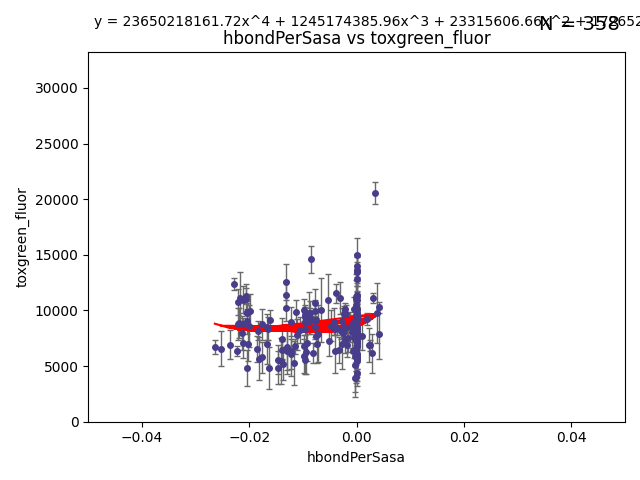 y = 23650218161.72x^4 + 1245174385.96x^3 + 23315606.66x^2 +
N = 358
hbondPerSasa vs toxgreen_fluor
30000
25000
20000
15000
10000
5000
0
toxgreen_fluor
−0.04
−0.02
0.00
0.02
0.04
hbondPerSasa